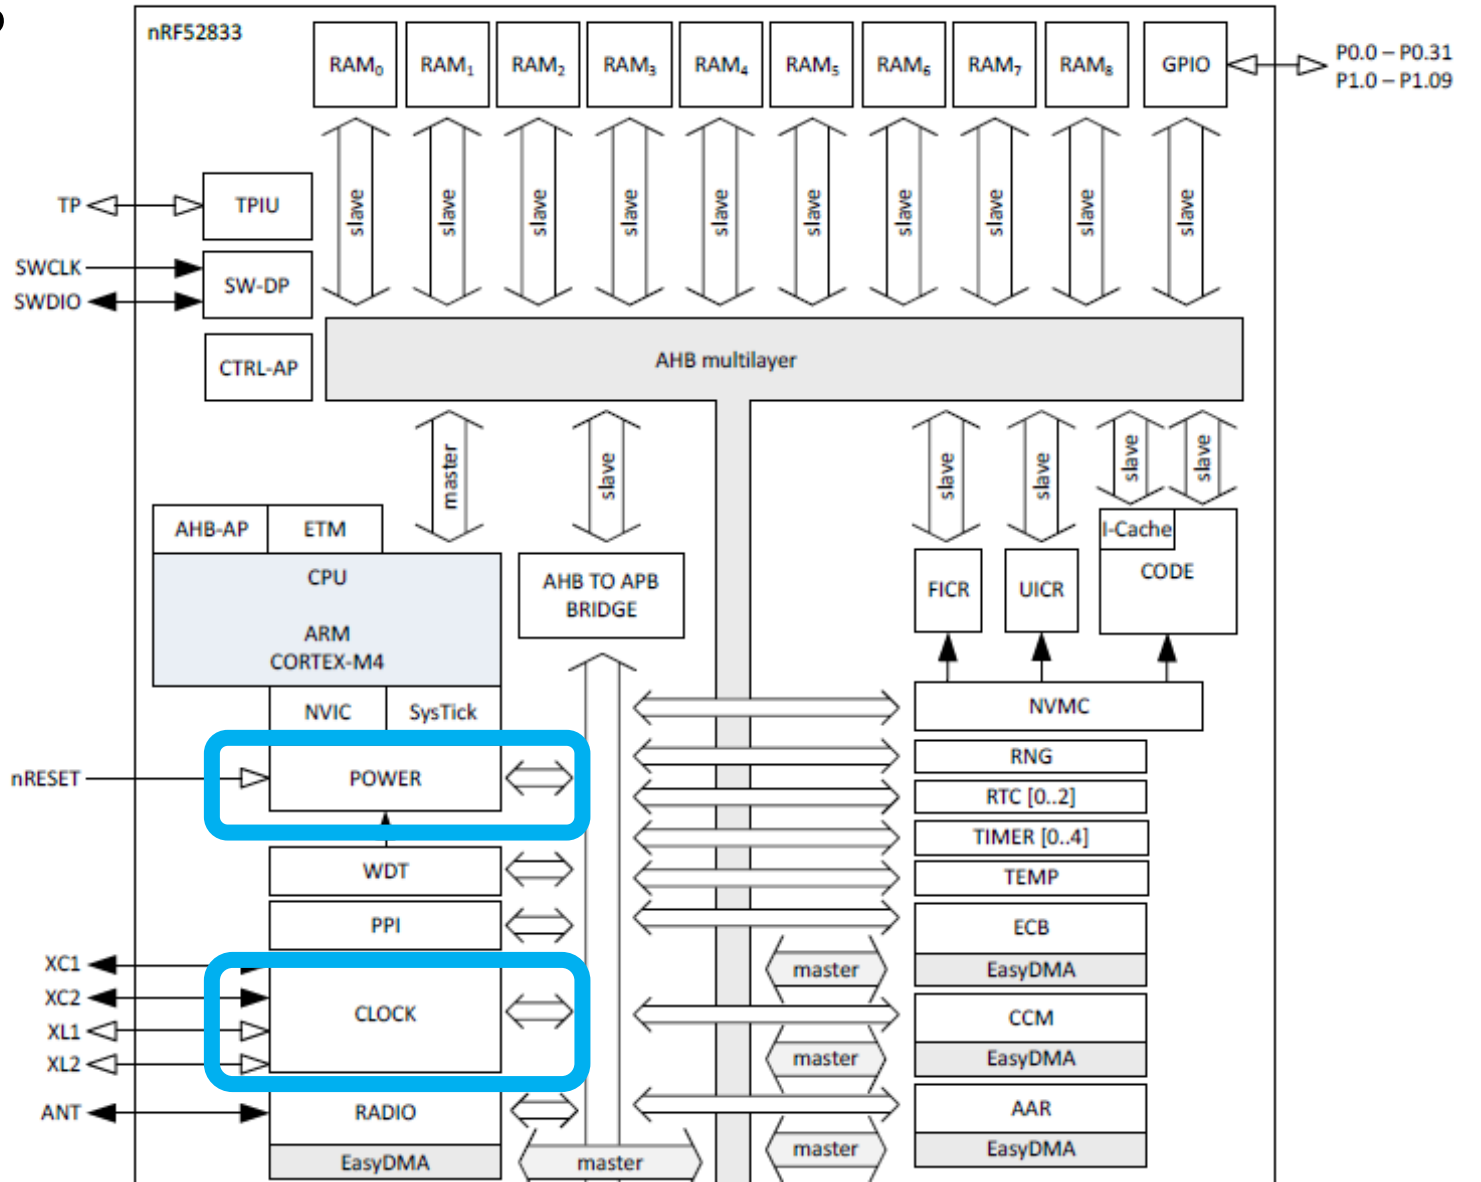 nRF52833
RAM₀ RAM₁ RAM₂ RAM₃ RAM₄ RAM₅ RAM₆ RAM₇ RAM₈ GPIO
P0.0 – P0.31
P1.0 – P1.09
slave slave slave slave slave slave slave slave slave slave
TP TPIU
SWCLK
SW-DP
SWDIO
CTRL-AP
AHB multilayer
master slave slave slave slave slave
AHB-AP ETM
I-Cache
CODE
CPU
ARM
CORTEX-M4
AHB TO APB
BRIDGE
FICR UICR
NVIC SysTick
NVMC
nRESET POWER
RNG
RTC [0..2]
TIMER [0..4]
WDT
TEMP
PPI
ECB
XC1
master EasyDMA
XC2
CLOCK
CCM
XL1
XL2
master EasyDMA
ANT RADIO
AAR
EasyDMA master
master EasyDMA